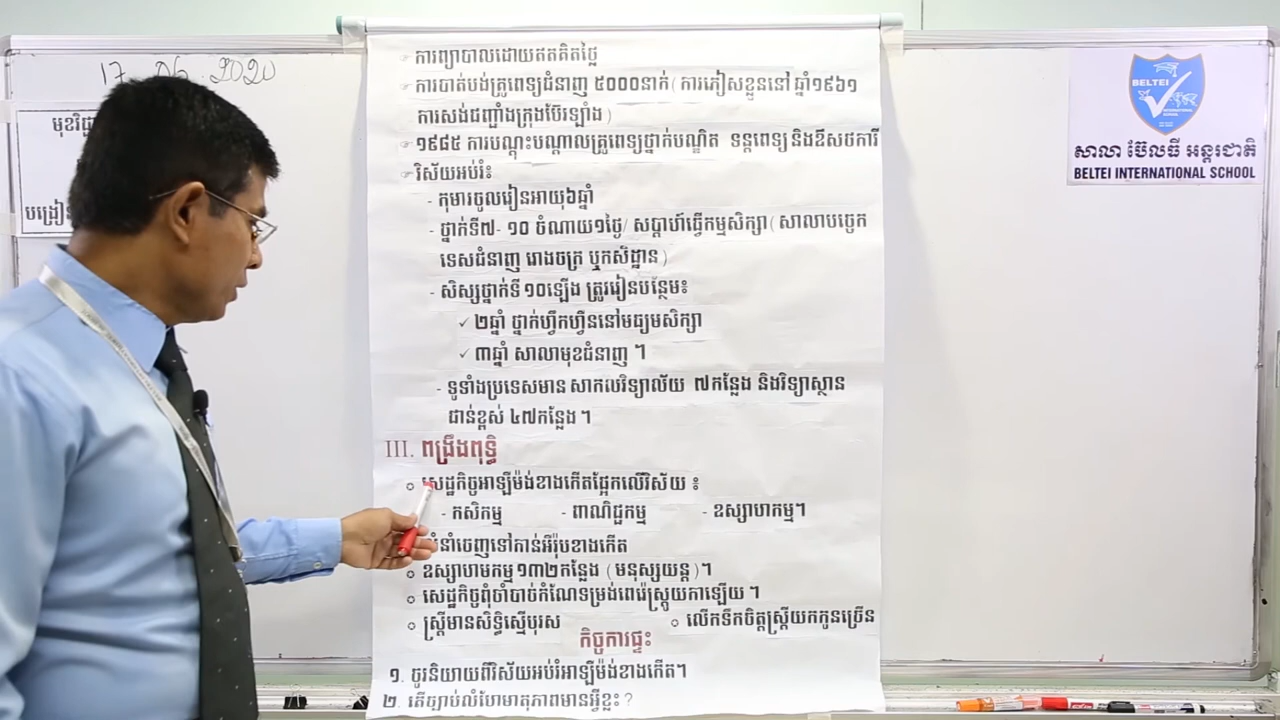 17.06.2020
មុខវិជ្
បង្រៀន
ការព្យាបាលដោយឥតគិតថ្លៃ
ការបាត់បង់គ្រូពេទ្យជំនាញ ៥០០០នាក់ ( ការភៀសខ្លួននៅ ឆ្នាំ១៩៦១
ការសង់ជញ្ជាំងក្រុងប៊ែរឡាំង )
១៩៨៥ ការបណ្តុះបណ្តាលគ្រូពេទ្យថ្នាក់បណ្ឌិត ទន្តពេទ្យ និងឱសថការី
វិស័យអប់រំ៖
- កុមារចូលរៀនអាយុ៦ឆ្នាំ
- ថ្នាក់ទី៧- ១០ ចំណាយ១ថ្ងៃ/ សប្តាហ៍ធ្វើកម្មសិក្សា ( សាលាបច្ចេក
ទេសជំនាញ រោងចក្រ ឬកសិដ្ឋាន )
- សិស្សថ្នាក់ទី ១០ឡើង ត្រូវរៀនបន្ថែម៖
✓ ២ឆ្នាំ ថ្នាក់ហ្វឹកហ្វឺននៅមធ្យមសិក្សា
✓ ៣ឆ្នាំ សាលាមុខជំនាញ ។
- ទូទាំងប្រទេសមាន សាកលវិទ្យាល័យ ៧កន្លែង និងវិទ្យាស្ថាន
ជាន់ខ្ពស់ ៤៧កន្លែង ។
III. ពង្រឹងពុទ្ធិ
សេដ្ឋកិច្ចអាឡឺម៉ង់ខាងកើតផ្អែកលើវិស័យ ៖
- កសិកម្ម - ពាណិជ្ជកម្ម - ឧស្សាហកម្ម។
នាំចេញទៅកាន់អឺរ៉ុបខាងកើត
ឧស្សាហមកម្ម ១៣២កន្លែង ( មនុស្សយន្ត )។
សេដ្ឋកិច្ចពុំចាំបាច់កំណែទម្រង់ពេរ៉េស្ត្រូយកាឡើយ ។
ស្ត្រីមានសិទ្ធិស្មើបុរស លើកទឹកចិត្តស្ត្រីយកកូនច្រើន
កិច្ចការផ្ទះ
១. ចូរនិយាយពីវិស័យអប់រំអាឡឺម៉ង់ខាងកើត។
២. តើច្បាប់លំហែមាតុភាពមានអ្វីខ្លះ ?
BELTEI
INTERNATIONAL
SCHOOL
សាលា ប៊ែលធី អន្តរជាតិ
BELTEI INTERNATIONAL SCHOOL